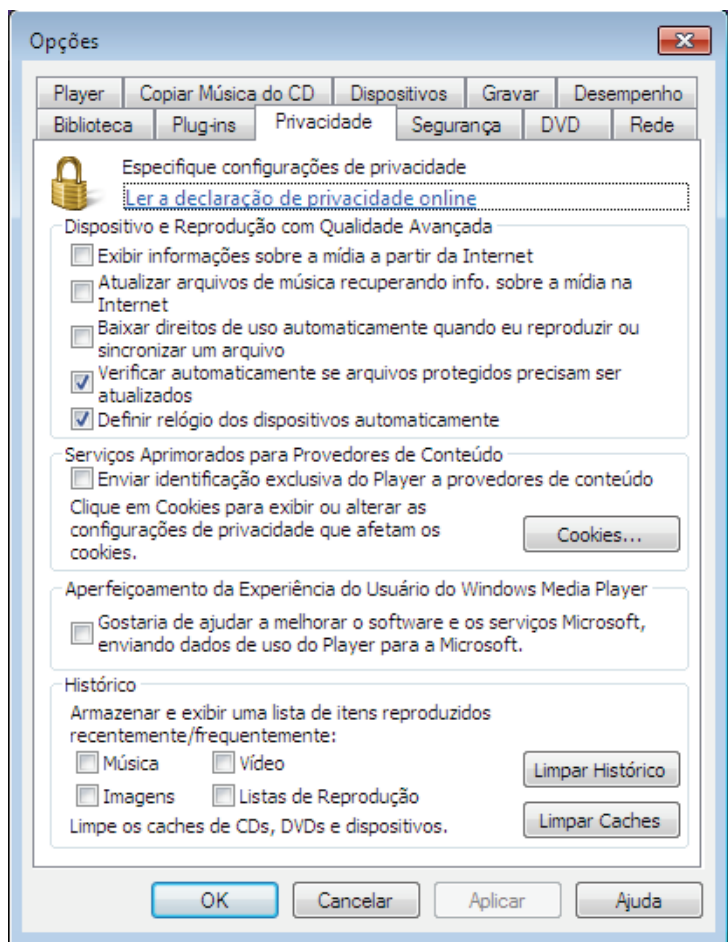 Opções
Player Copiar Música do CD Dispositivos Gravar Desempenho
Biblioteca Plug-ins Privacidade Segurança DVD Rede
Especifique configurações de privacidade
Ler a declaração de privacidade online
Dispositivo e Reprodução com Qualidade Avançada
Exibir informações sobre a mídia a partir da Internet
Atualizar arquivos de música recuperando info. sobre a mídia na
Internet
Baixar direitos de uso automaticamente quando eu reproduzir ou
sincronizar um arquivo
Verificar automaticamente se arquivos protegidos precisam ser
atualizados
Definir relógio dos dispositivos automaticamente
Serviços Aprimorados para Provedores de Conteúdo
Enviar identificação exclusiva do Player a provedores de conteúdo
Clique em Cookies para exibir ou alterar as
configurações de privacidade que afetam os
cookies.
Cookies...
Aperfeiçoamento da Experiência do Usuário do Windows Media Player
Gostaria de ajudar a melhorar o software e os serviços Microsoft,
enviando dados de uso do Player para a Microsoft.
Histórico
Armazenar e exibir uma lista de itens reproduzidos
recentemente/frequentemente:
Música Vídeo
Limpar Histórico
Imagens Listas de Reprodução
Limpe os caches de CDs, DVDs e dispositivos.
Limpar Caches
OK Cancelar Aplicar Ajuda